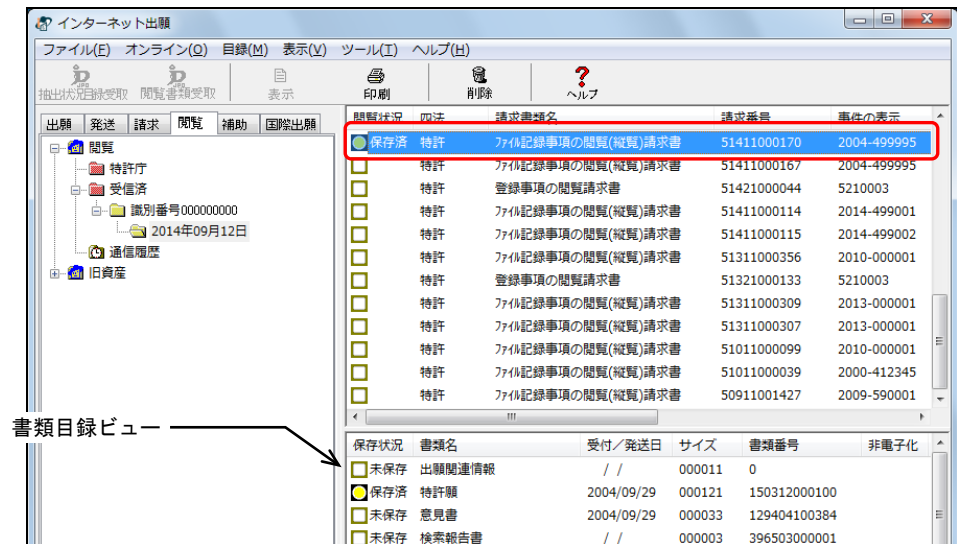 インターネット出願
ファイル(F) オンライン(O) 目録(M) 表示(V) ツール(T) ヘルプ(H)
抽出状況目録受取 閲覧書類受取 表示 印刷 削除 ヘルプ
出願 発送 請求 閲覧 補助 国際出願
閲覧
特許庁
受信済
識別番号000000000
2014年09月12日
通信履歴
旧資産
閲覧状況 四法 請求書類名 請求番号 事件の表示
保存済 特許 ファイル記録事項の閲覧(縦覧)請求書 51411000170 2004-499995
特許 ファイル記録事項の閲覧(縦覧)請求書 51411000167 2004-499995
特許 登録事項の閲覧請求書 51421000044 5210003
特許 ファイル記録事項の閲覧(縦覧)請求書 51411000114 2014-499001
特許 ファイル記録事項の閲覧(縦覧)請求書 51411000115 2014-499002
特許 ファイル記録事項の閲覧(縦覧)請求書 51311000356 2010-000001
特許 登録事項の閲覧請求書 51321000133 5210003
特許 ファイル記録事項の閲覧(縦覧)請求書 51311000309 2013-000001
特許 ファイル記録事項の閲覧(縦覧)請求書 51311000307 2013-000001
特許 ファイル記録事項の閲覧(縦覧)請求書 51011000099 2010-000001
特許 ファイル記録事項の閲覧(縦覧)請求書 51011000039 2000-412345
特許 ファイル記録事項の閲覧(縦覧)請求書 50911001427 2009-590001
書類目録ビュー
保存状況 書類名 受付/発送日 サイズ 書類番号 非電子化
未保存 出願関連情報 / / 000011 0
保存済 特許願 2004/09/29 000121 150312000100
未保存 意見書 2004/09/29 000033 129404100384
未保存 検索報告書 / / 000003 396503000001